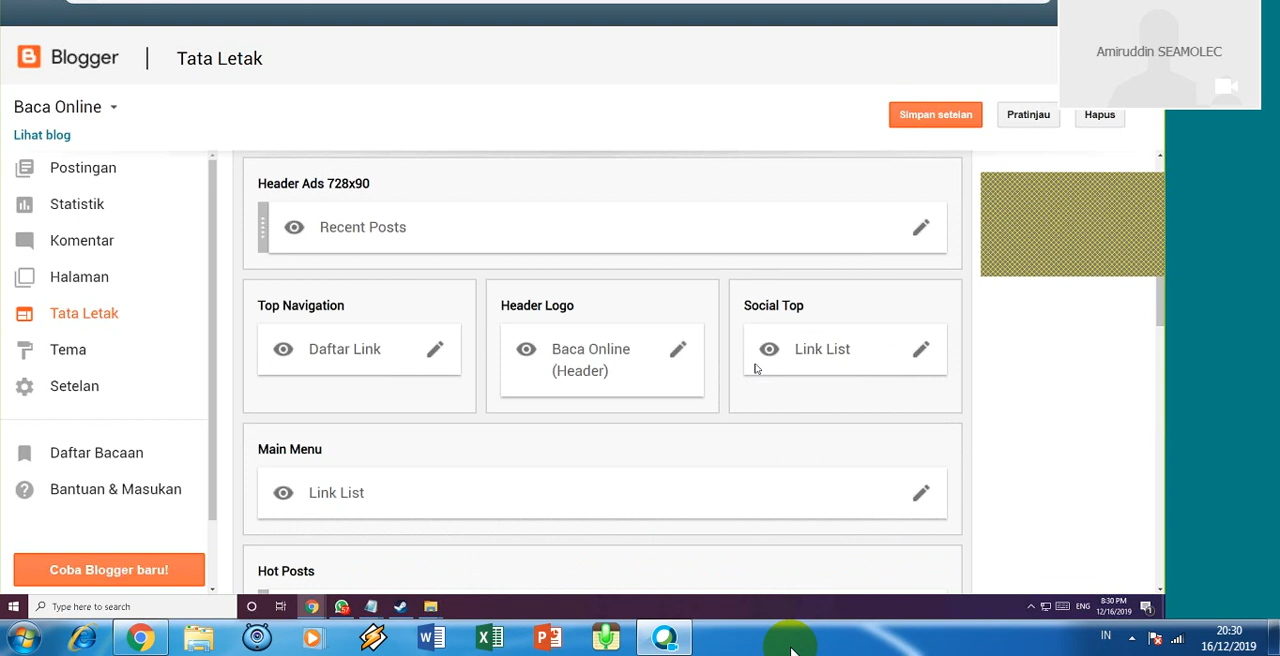 Blogger
Tata Letak
Amiruddin SEAMOLEC
Baca Online
Lihat blog
Simpan setelan
Pratinjau
Hapus
Postingan
Statistik
Komentar
Halaman
Tata Letak
Tema
Setelan
Daftar Bacaan
Bantuan & Masukan
Coba Blogger baru!
Header Ads 728x90
Recent Posts
Top Navigation
Daftar Link
Header Logo
Baca Online
(Header)
Social Top
Link List
Main Menu
Link List
Hot Posts
Type here to search
ENG
8:30 PM
12/16/2019
IN
20:30
16/12/2019